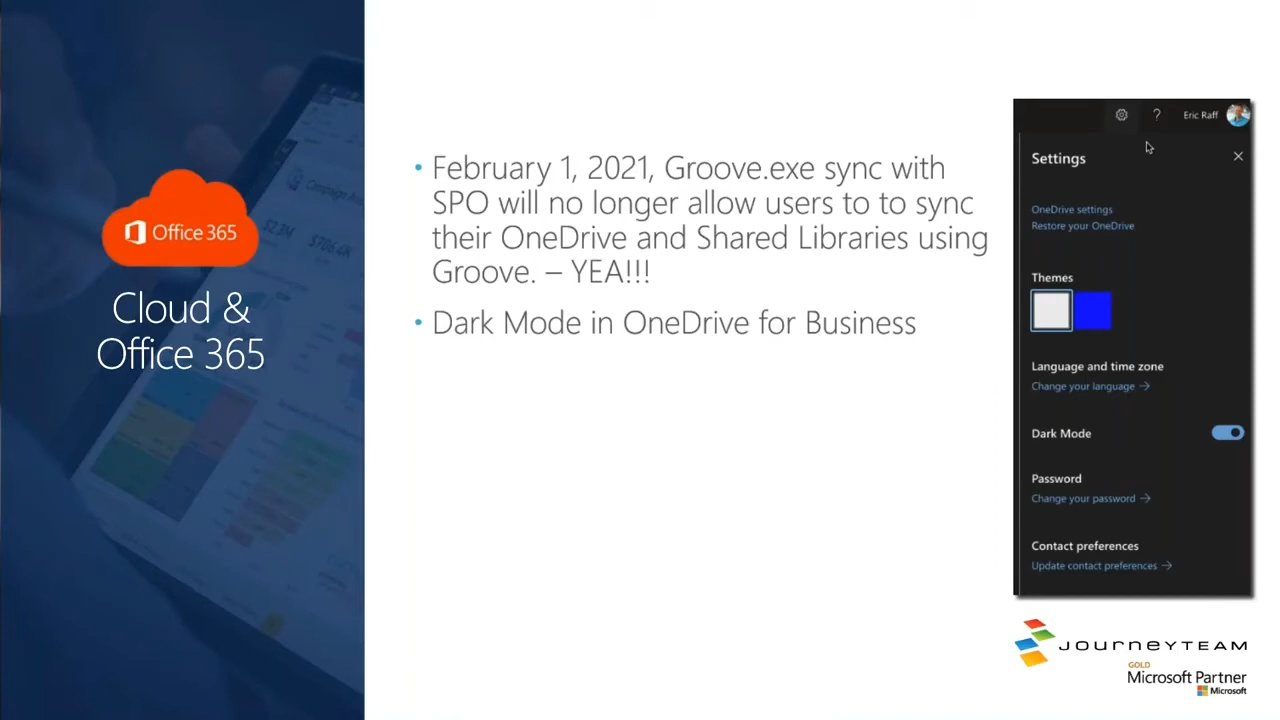 Office 365
Cloud &
Office 365
• February 1, 2021, Groove.exe sync with
SPO will no longer allow users to to sync
their OneDrive and Shared Libraries using
Groove. – YEA!!!
• Dark Mode in OneDrive for Business
? Eric Raff
Settings
OneDrive settings
Restore your OneDrive
Themes
Language and time zone
Change your language →
Dark Mode
Password
Change your password →
Contact preferences
Update contact preferences →
JOURNEYTEAM
GOLD
Microsoft Partner
Microsoft